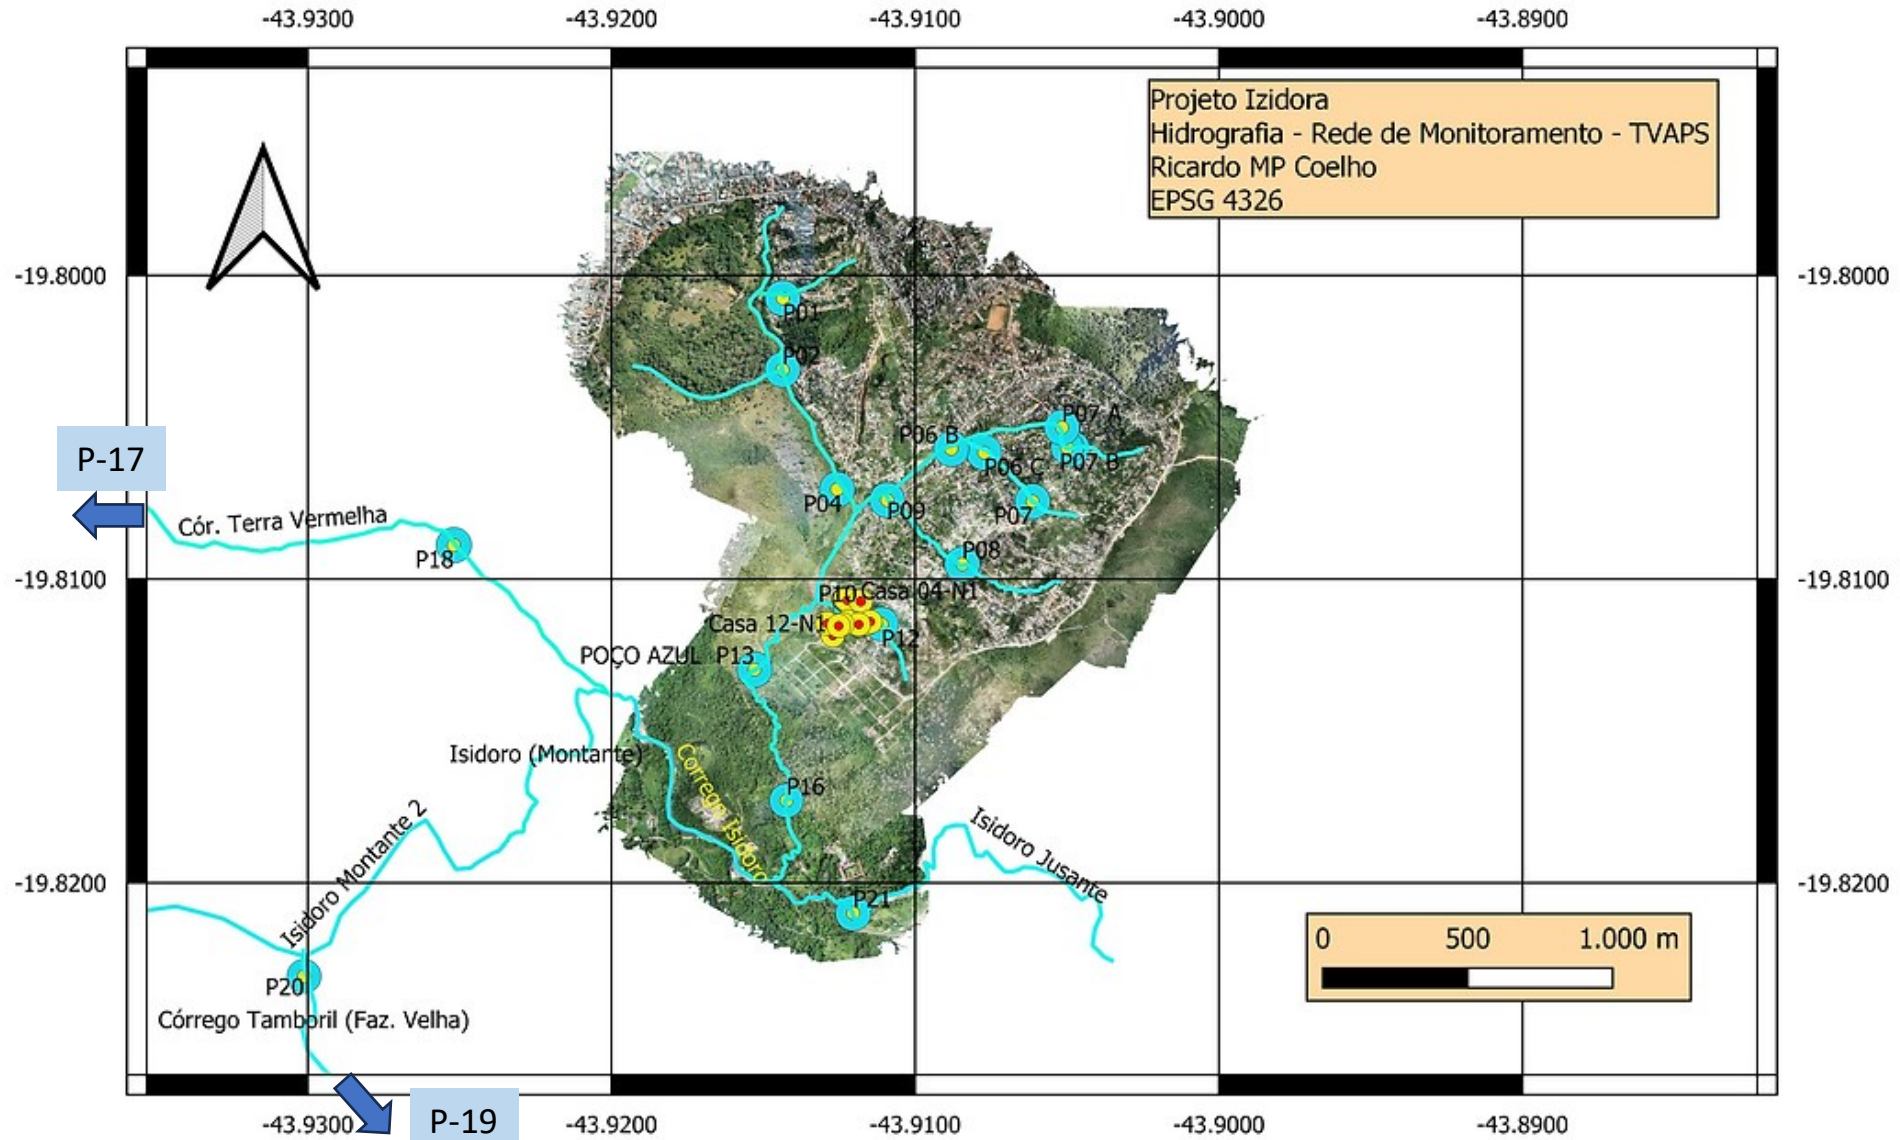 -43.9300 -43.9200 -43.9100 -43.9000 -43.8900
Projeto Izidora
Hidrografia - Rede de Monitoramento - TVAPS
Ricardo MP Coelho
EPSG 4326
-19.8000 -19.8000
P01
P02
P07 A
P06 B
P-17
P06 C
P07 B
P04
P09
P07
Cór. Terra Vermelha
P18
P08
-19.8100 -19.8100
P10
Casa 04-N1
Casa 12-N1
P12
POÇO AZUL
P13
Isidoro (Montante)
Corrego Isidoro
P16
Isidoro Montante 2
Isidoro Jusante
-19.8200 -19.8200
P21
0 500 1.000 m
P20
Córrego Tamboril (Faz. Velha)
P-19
-43.9300 -43.9200 -43.9100 -43.9000 -43.8900